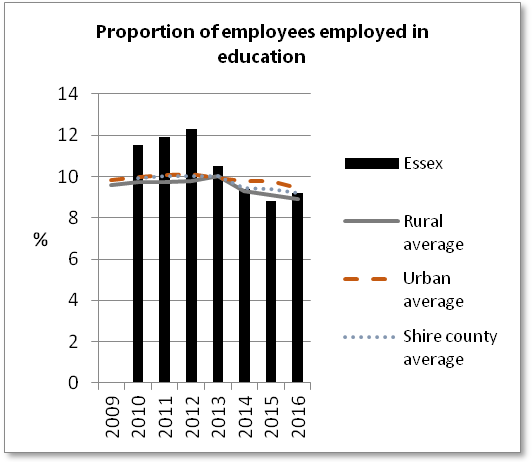 Proportion of employees employed in
education
14
12
10
8
6
4
2
0
%
2009
2010
2011
2012
2013
2014
2015
2016
Essex
Rural
average
Urban
average
Shire county
average